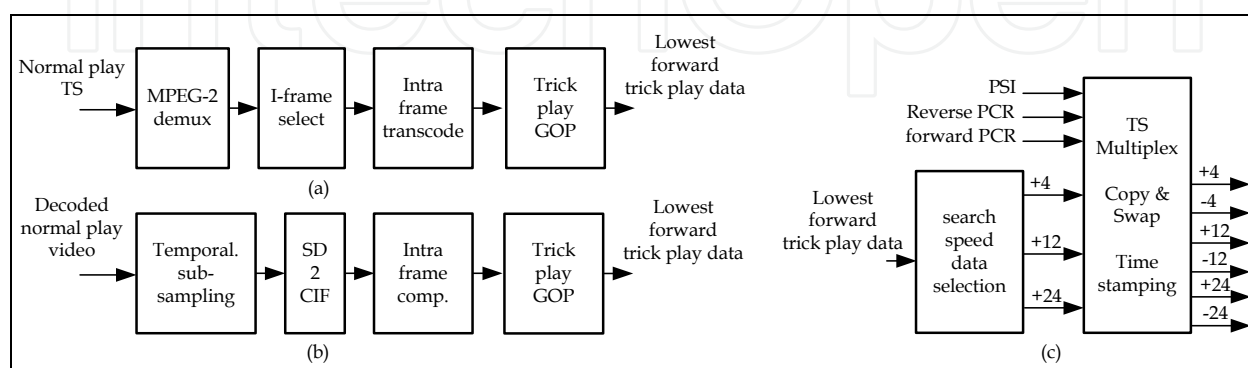 Normal play
TS
MPEG-2
demux
I-frame
select
Intra
frame
transcode
Trick
play
GOP
Lowest
forward
trick play data
(a)
Decoded
normal play
video
Temporal.
sub-
sampling
SD
2
CIF
Intra
frame
comp.
Trick
play
GOP
Lowest
forward
trick play data
(b)
PSI
Reverse PCR
forward PCR
Lowest
forward
trick play data
search
speed
data
selection
+4
+12
+24
TS
Multiplex
Copy &
Swap
Time
stamping
+4
-4
+12
-12
+24
-24
(c)